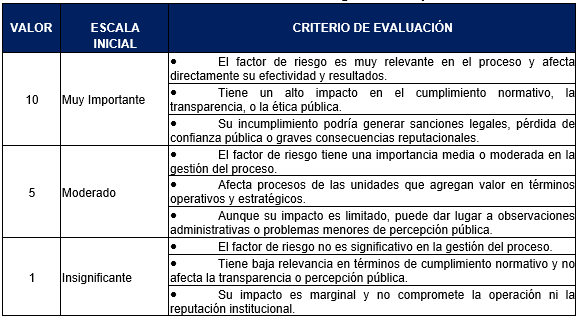 VALOR ESCALA INICIAL CRITERIO DE EVALUACIÓN
10 Muy Importante
● El factor de riesgo es muy relevante en el proceso y afecta
directamente su efectividad y resultados.
● Tiene un alto impacto en el cumplimiento normativo, la
transparencia, o la ética pública.
● Su incumplimiento podría generar sanciones legales, pérdida de
confianza pública o graves consecuencias reputacionales.
5 Moderado
● El factor de riesgo tiene una importancia media o moderada en la
gestión del proceso.
● Afecta procesos de las unidades que agregan valor en términos
operativos y estratégicos.
● Aunque su impacto es limitado, puede dar lugar a observaciones
administrativas o problemas menores de percepción pública.
1 Insignificante
● El factor de riesgo no es significativo en la gestión del proceso.
● Tiene baja relevancia en términos de cumplimiento normativo y no
afecta la transparencia o percepción pública.
● Su impacto es marginal y no compromete la operación ni la
reputación institucional.